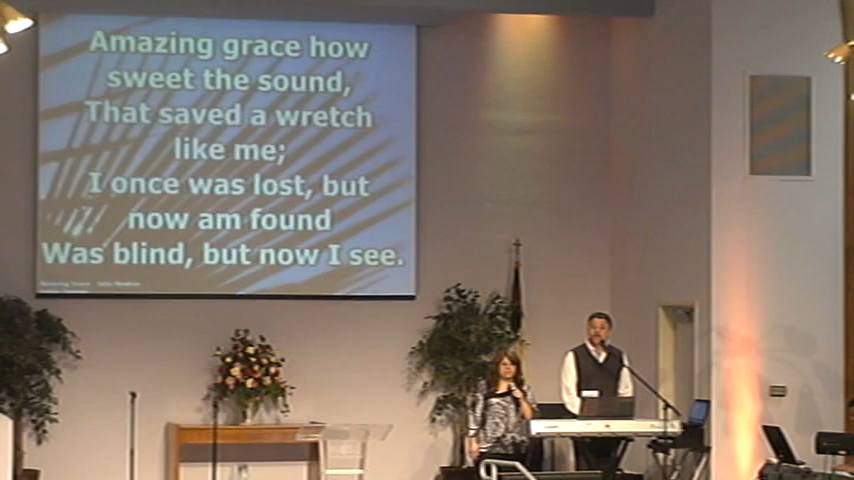 Amazing grace how
sweet the sound,
That saved a wretch
like me;
I once was lost, but
now am found
Was blind, but now I see.